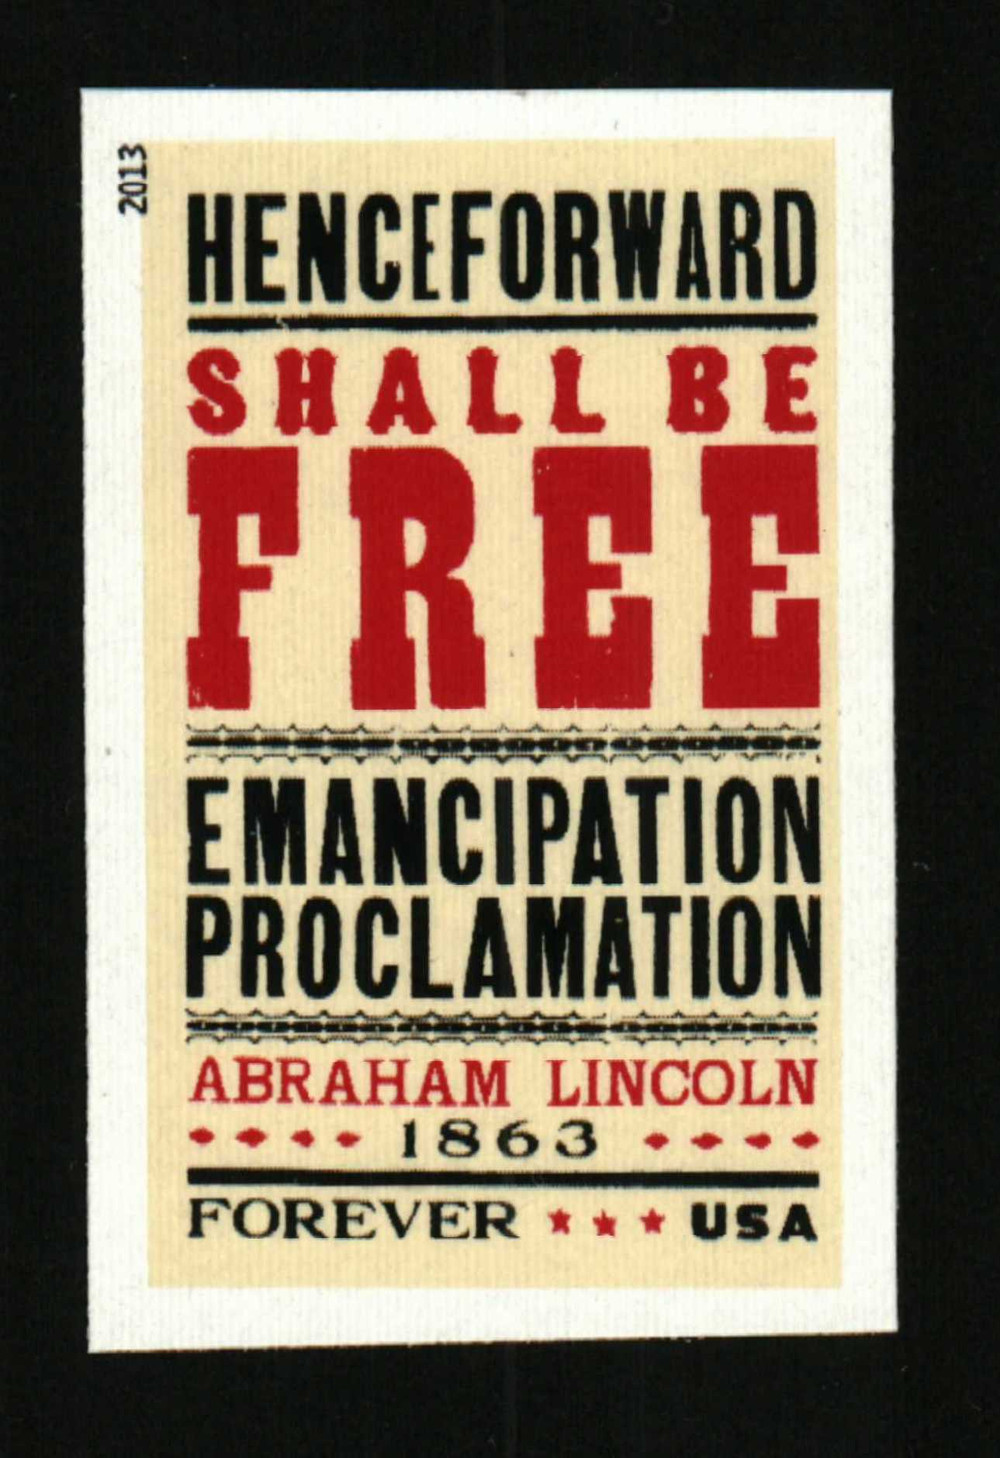 2013
HENCEFORWARD
SHALL BE
FREE
EMANCIPATION
PROCLAMATION
ABRAHAM LINCOLN
1863
FOREVER USA